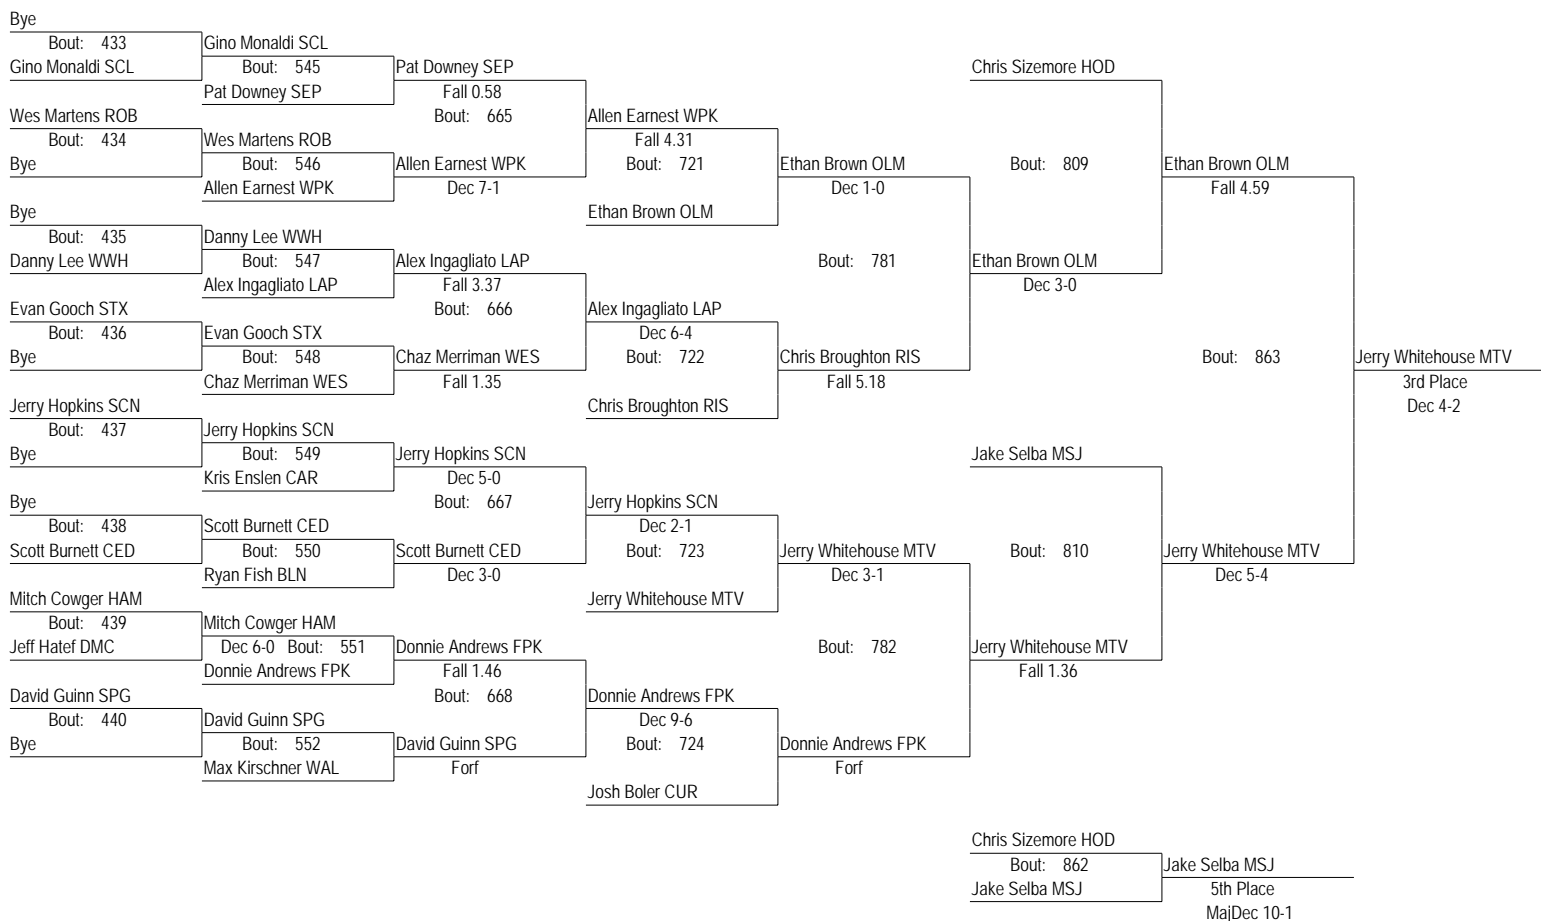 Bye
Bout: 433
Gino Monaldi SCL
Wes Martens ROB
Bout: 434
Bye
Bye
Bout: 435
Danny Lee WWH
Evan Gooch STX
Bout: 436
Bye
Jerry Hopkins SCN
Bout: 437
Bye
Bye
Bout: 438
Scott Burnett CED
Mitch Cowger HAM
Bout: 439
Jeff Hatef DMC
David Guinn SPG
Bout: 440
Bye
Gino Monaldi SCL
Bout: 545
Pat Downey SEP
Wes Martens ROB
Bout: 546
Allen Earnest WPK
Danny Lee WWH
Bout: 547
Alex Ingagliato LAP
Evan Gooch STX
Bout: 548
Chaz Merriman WES
Jerry Hopkins SCN
Bout: 549
Kris Enslen CAR
Scott Burnett CED
Bout: 550
Ryan Fish BLN
Mitch Cowger HAM
Dec 6-0 Bout: 551
Donnie Andrews FPK
David Guinn SPG
Bout: 552
Max Kirschner WAL
Pat Downey SEP
Fall 0.58
Bout: 665
Allen Earnest WPK
Dec 7-1
Alex Ingagliato LAP
Fall 3.37
Bout: 666
Chaz Merriman WES
Fall 1.35
Jerry Hopkins SCN
Dec 5-0
Bout: 667
Scott Burnett CED
Dec 3-0
Donnie Andrews FPK
Fall 1.46
Bout: 668
David Guinn SPG
Forf
Allen Earnest WPK
Fall 4.31
Bout: 721
Ethan Brown OLM
Alex Ingagliato LAP
Dec 6-4
Bout: 722
Chris Broughton RIS
Jerry Hopkins SCN
Dec 2-1
Bout: 723
Jerry Whitehouse MTV
Donnie Andrews FPK
Dec 9-6
Bout: 724
Josh Boler CUR
Ethan Brown OLM
Dec 1-0
Bout: 781
Chris Broughton RIS
Fall 5.18
Jerry Whitehouse MTV
Dec 3-1
Bout: 782
Donnie Andrews FPK
Forf
Chris Sizemore HOD
Bout: 809
Ethan Brown OLM
Dec 3-0
Jake Selba MSJ
Bout: 810
Jerry Whitehouse MTV
Fall 1.36
Ethan Brown OLM
Fall 4.59
Bout: 863
Jerry Whitehouse MTV
Dec 5-4
Jerry Whitehouse MTV
3rd Place
Dec 4-2
Chris Sizemore HOD
Bout: 862
Jake Selba MSJ
Jake Selba MSJ
5th Place
MajDec 10-1